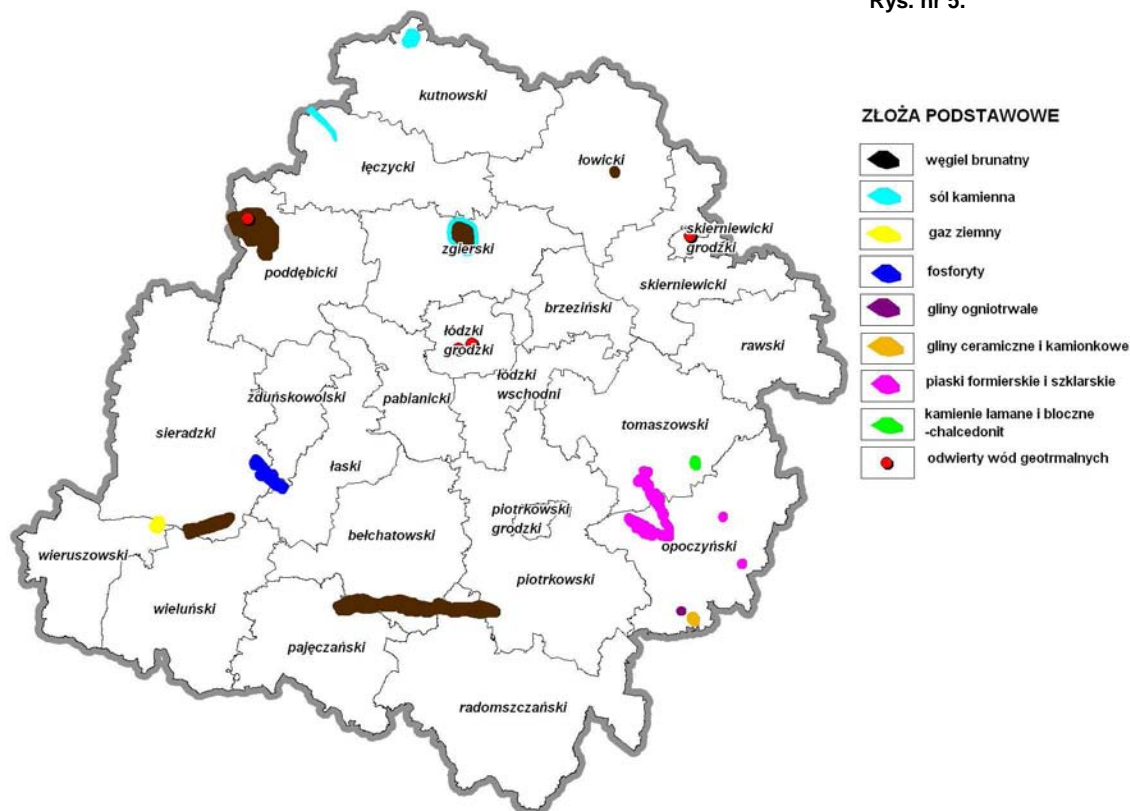 Rys. nr 5.
kutnowski
łowicki
łęczycki
skierniewicki
grodzki
zgierski
poddębicki
skierniewicki
brzeziński
łódzki
grodzki
rawski
łódzki
wschodni
zduńskowolski
pabianicki
sieradzki
tomaszowski
łaski
piotrkowski
grodzki
bełchatowski
opoczyński
wieruszowski
piotrkowski
wieluński
pajęczański
radomszczański
ZŁOŻA PODSTAWOWE
węgiel brunatny
sól kamienna
gaz ziemny
fosforyty
gliny ogniotrwałe
gliny ceramiczne i kamionkowe
piaski formierskie i szklarskie
kamienie łamane i bloczne
-chalcedonit
odwierty wód geotrmalnych